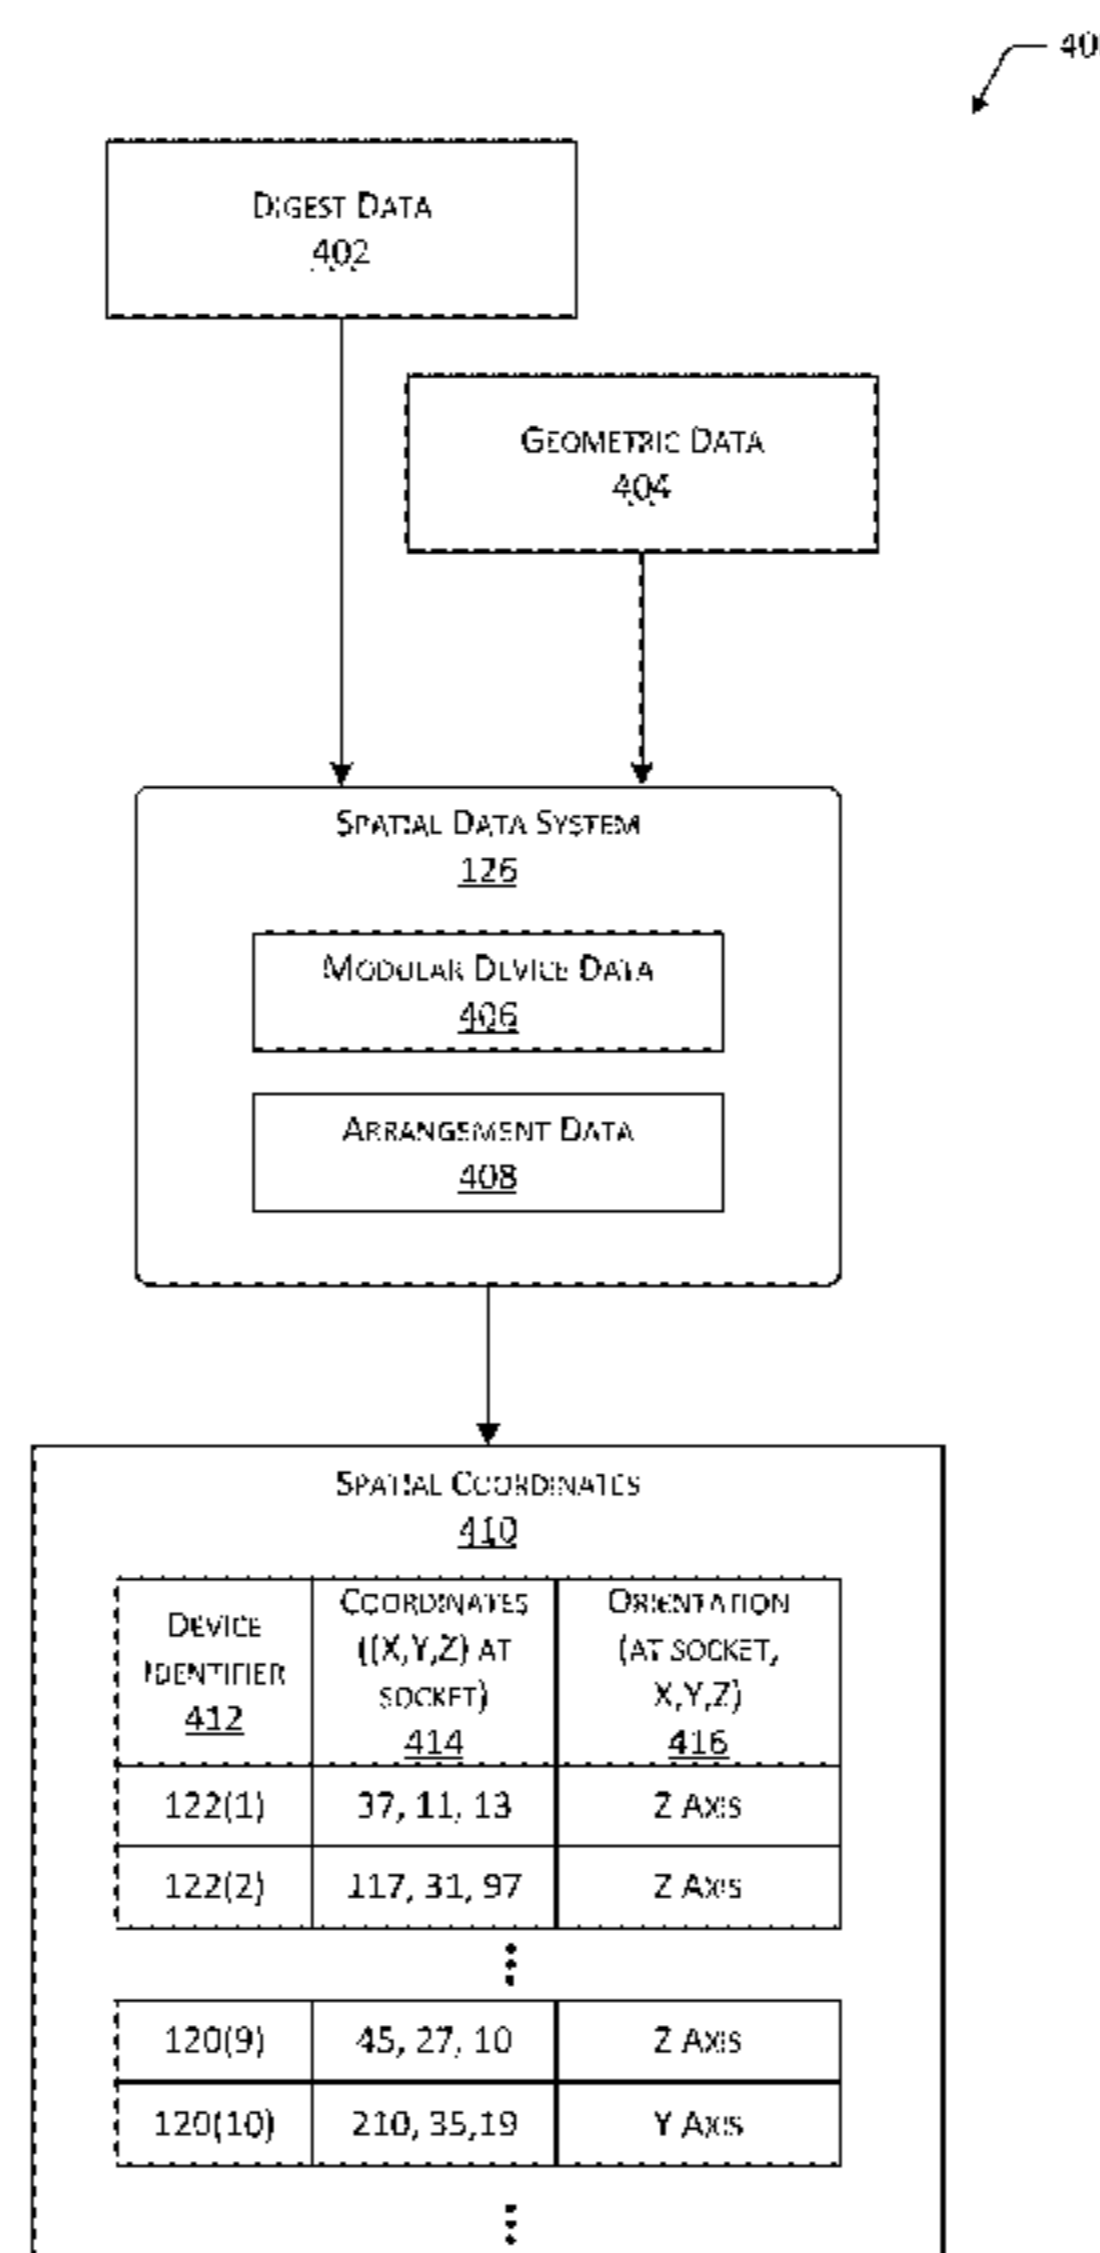 40
DIGEST DATA
402
GEOMETRIC DATA
404
SPATIAL DATA SYSTEM
126
MODULAR DEVICE DATA
406
ARRANGEMENT DATA
408
SPATIAL COORDINATES
410
DEVICE
IDENTIFIER
412
COORDINATES
((X,Y,Z) AT
SOCKET)
414
ORIENTATION
(AT SOCKET,
X,Y,Z)
416
122(1) 37, 11, 13 Z AXIS
122(2) 117, 31, 97 Z AXIS
120(9) 45, 27, 10 Z AXIS
120(10) 210, 35,19 Y AXIS